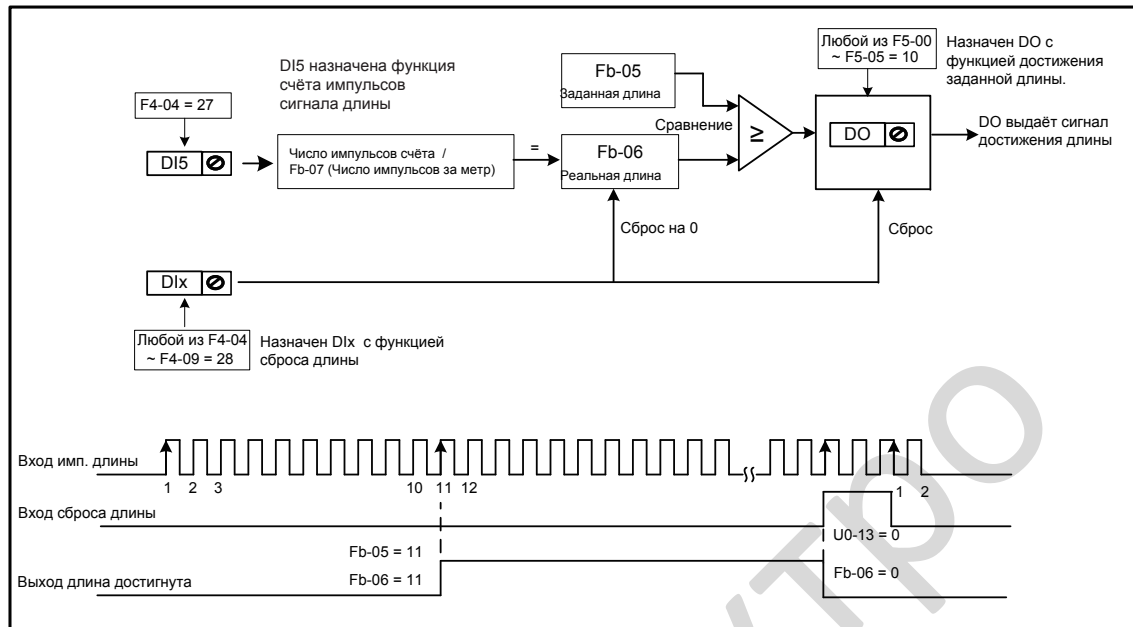 DI5 назначена функция
счёта импульсов
сигнала длины
F4-04 = 27
DI5
Число импульсов счёта /
Fb-07 (Число импульсов за метр)
=
Fb-05
Заданная длина
Сравнение
Fb-06
Реальная длина
≥
Любой из F5-00
~ F5-05 = 10
Назначен DO с
функцией достижения
заданной длины.
DO
DO выдаёт сигнал
достижения длины
Сброс на 0
Сброс
DIx
Любой из F4-04
~ F4-09 = 28
Назначен DIx с функцией
сброса длины
Вход имп. длины
1 2 3 10 11 12 1 2
Вход сброса длины
U0-13 = 0
Fb-05 = 11
Fb-06 = 11
Fb-06 = 0
Выход длина достигнута
тро